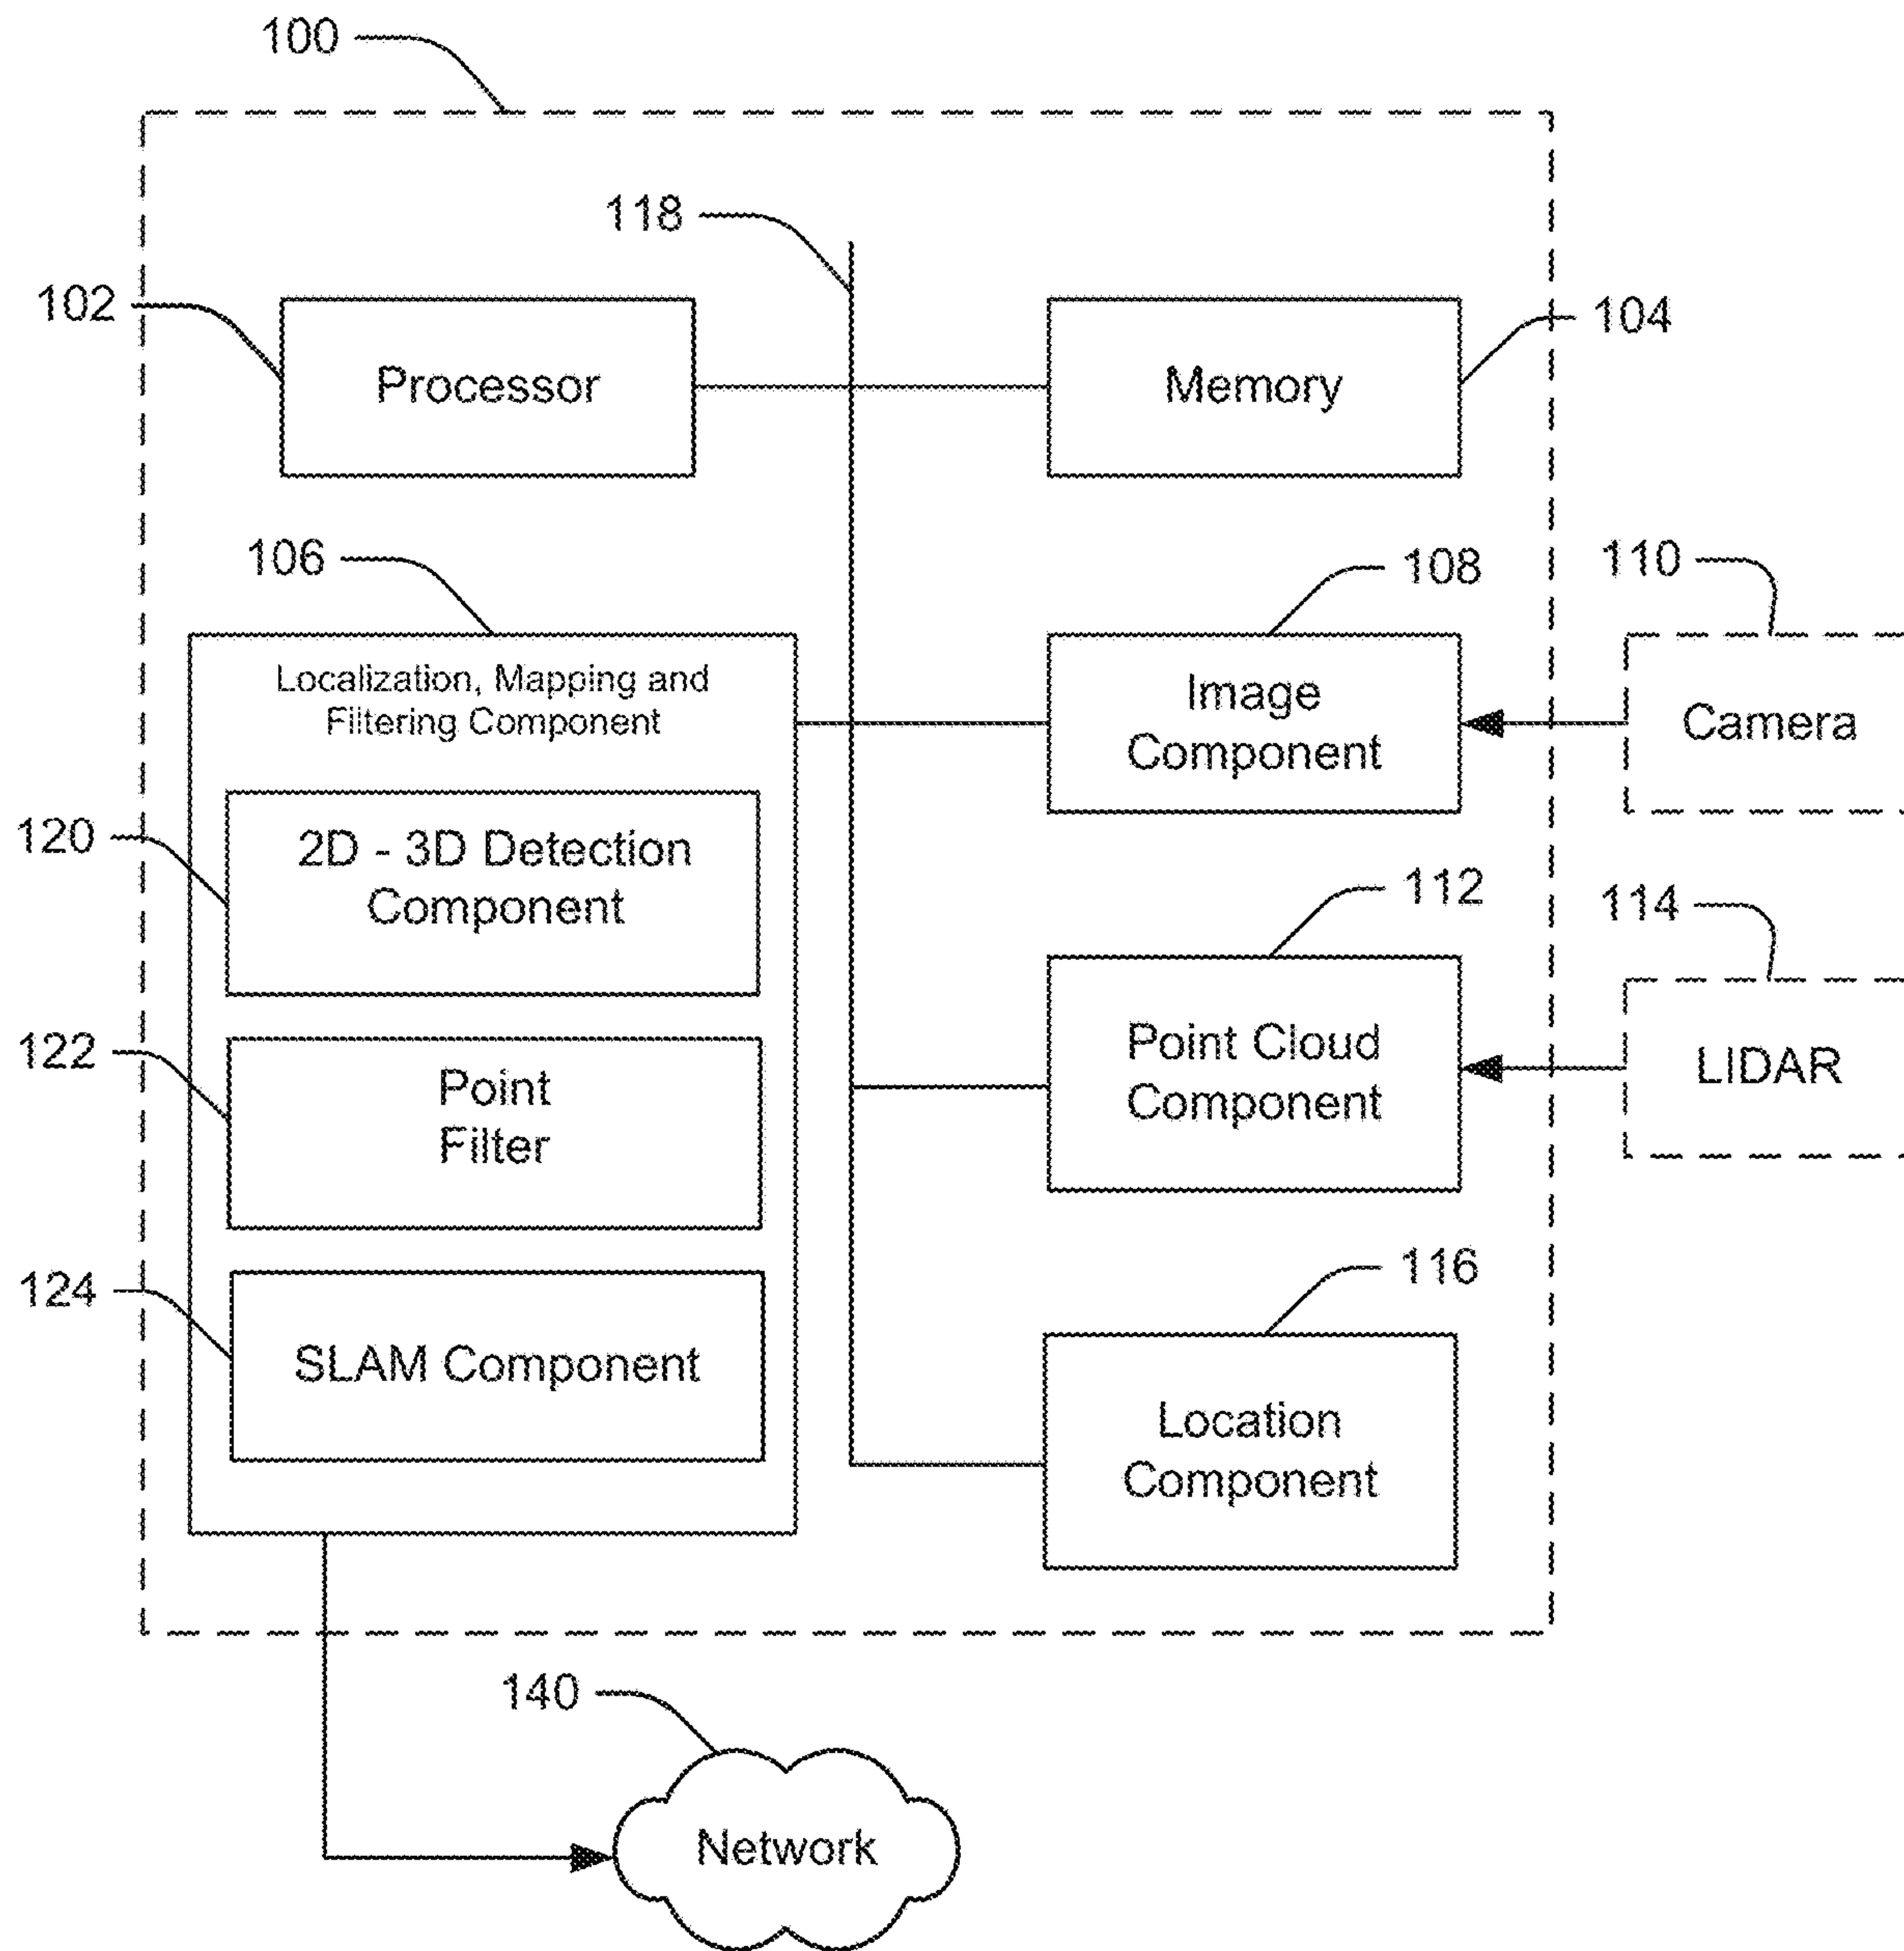 100
118
102
Processor
Memory
104
106
108
110
Localization, Mapping and
Filtering Component
Image
Component
Camera
120
2D - 3D Detection
Component
112
114
122
Point
Filter
Point Cloud
Component
LIDAR
124
SLAM Component
116
Location
Component
140
Network